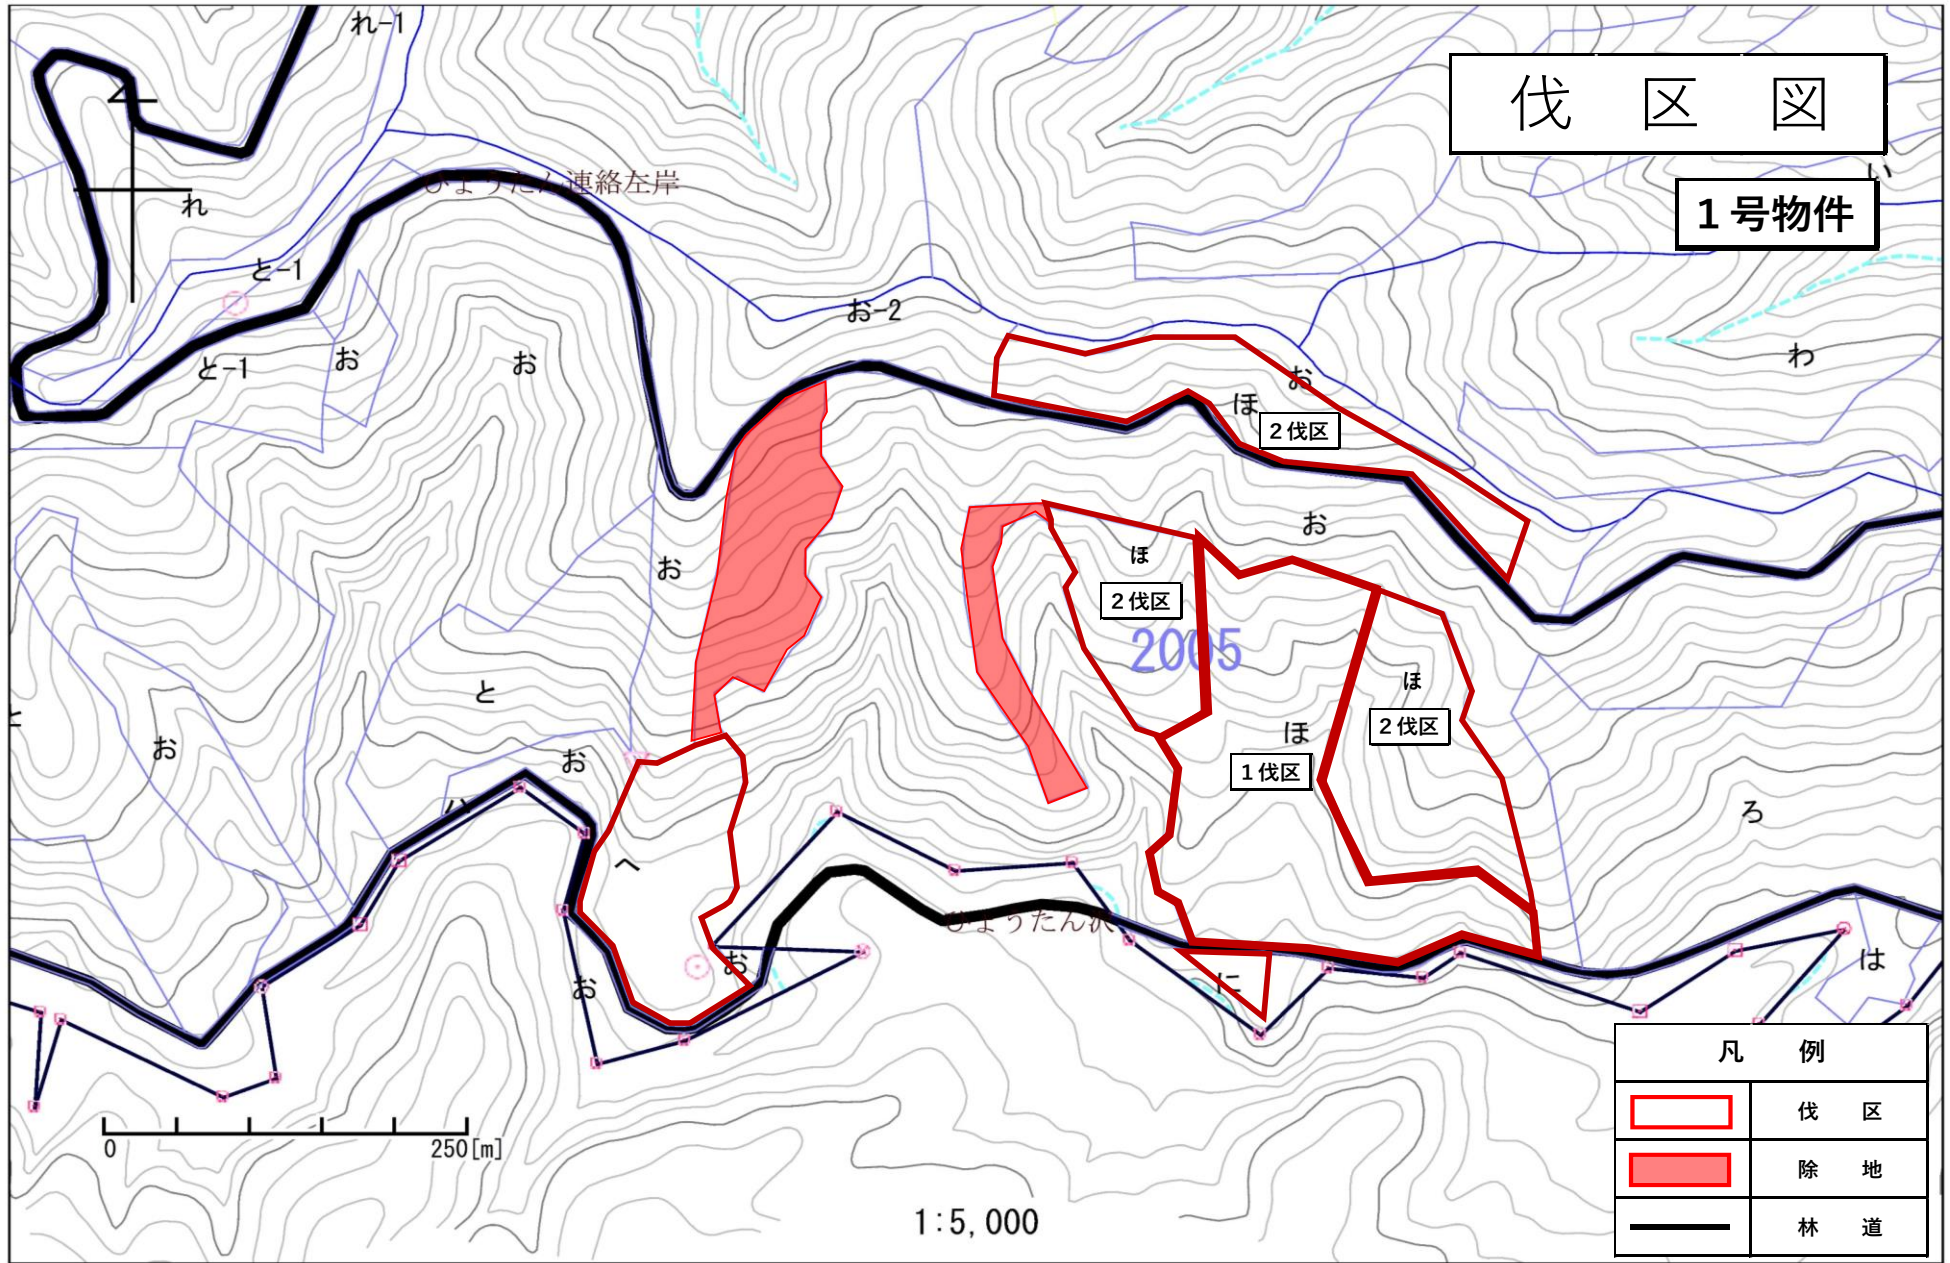 れ-1
伐　区　図
い
１号物件
ひょうたん連絡左岸
れ
と-1
お-2
と-1
お
お
わ
お
ほ
２伐区
お
ほ
お
２伐区
2005
と
ほ
お
ほ
２伐区
お
１伐区
ハ
ろ
へ
ひょうたん沢
お
に
は
お
凡　例
伐　区
除　地
林　道
0
250[m]
1:5,000